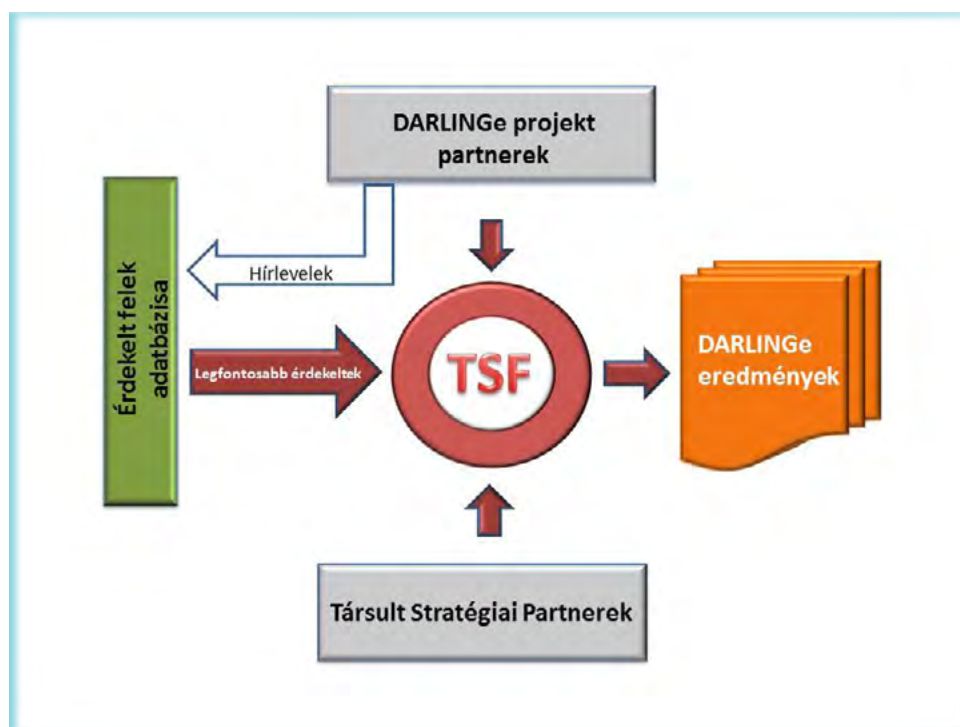 DARLINGe projekt
partnerek
Érdekelt felek
adatbázisa
Hírlevelek
Legfontosabb érdekeltek
TSF
DARLINGe
eredmények
Társult Stratégiai Partnerek